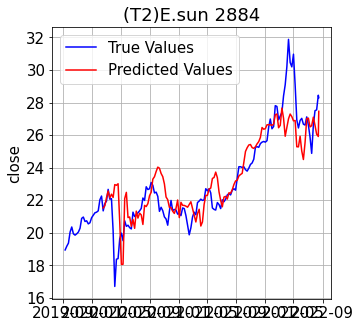 (T2)E.sun 2884
True Values
Predicted Values
close
32
30
28
26
24
22
20
18
16